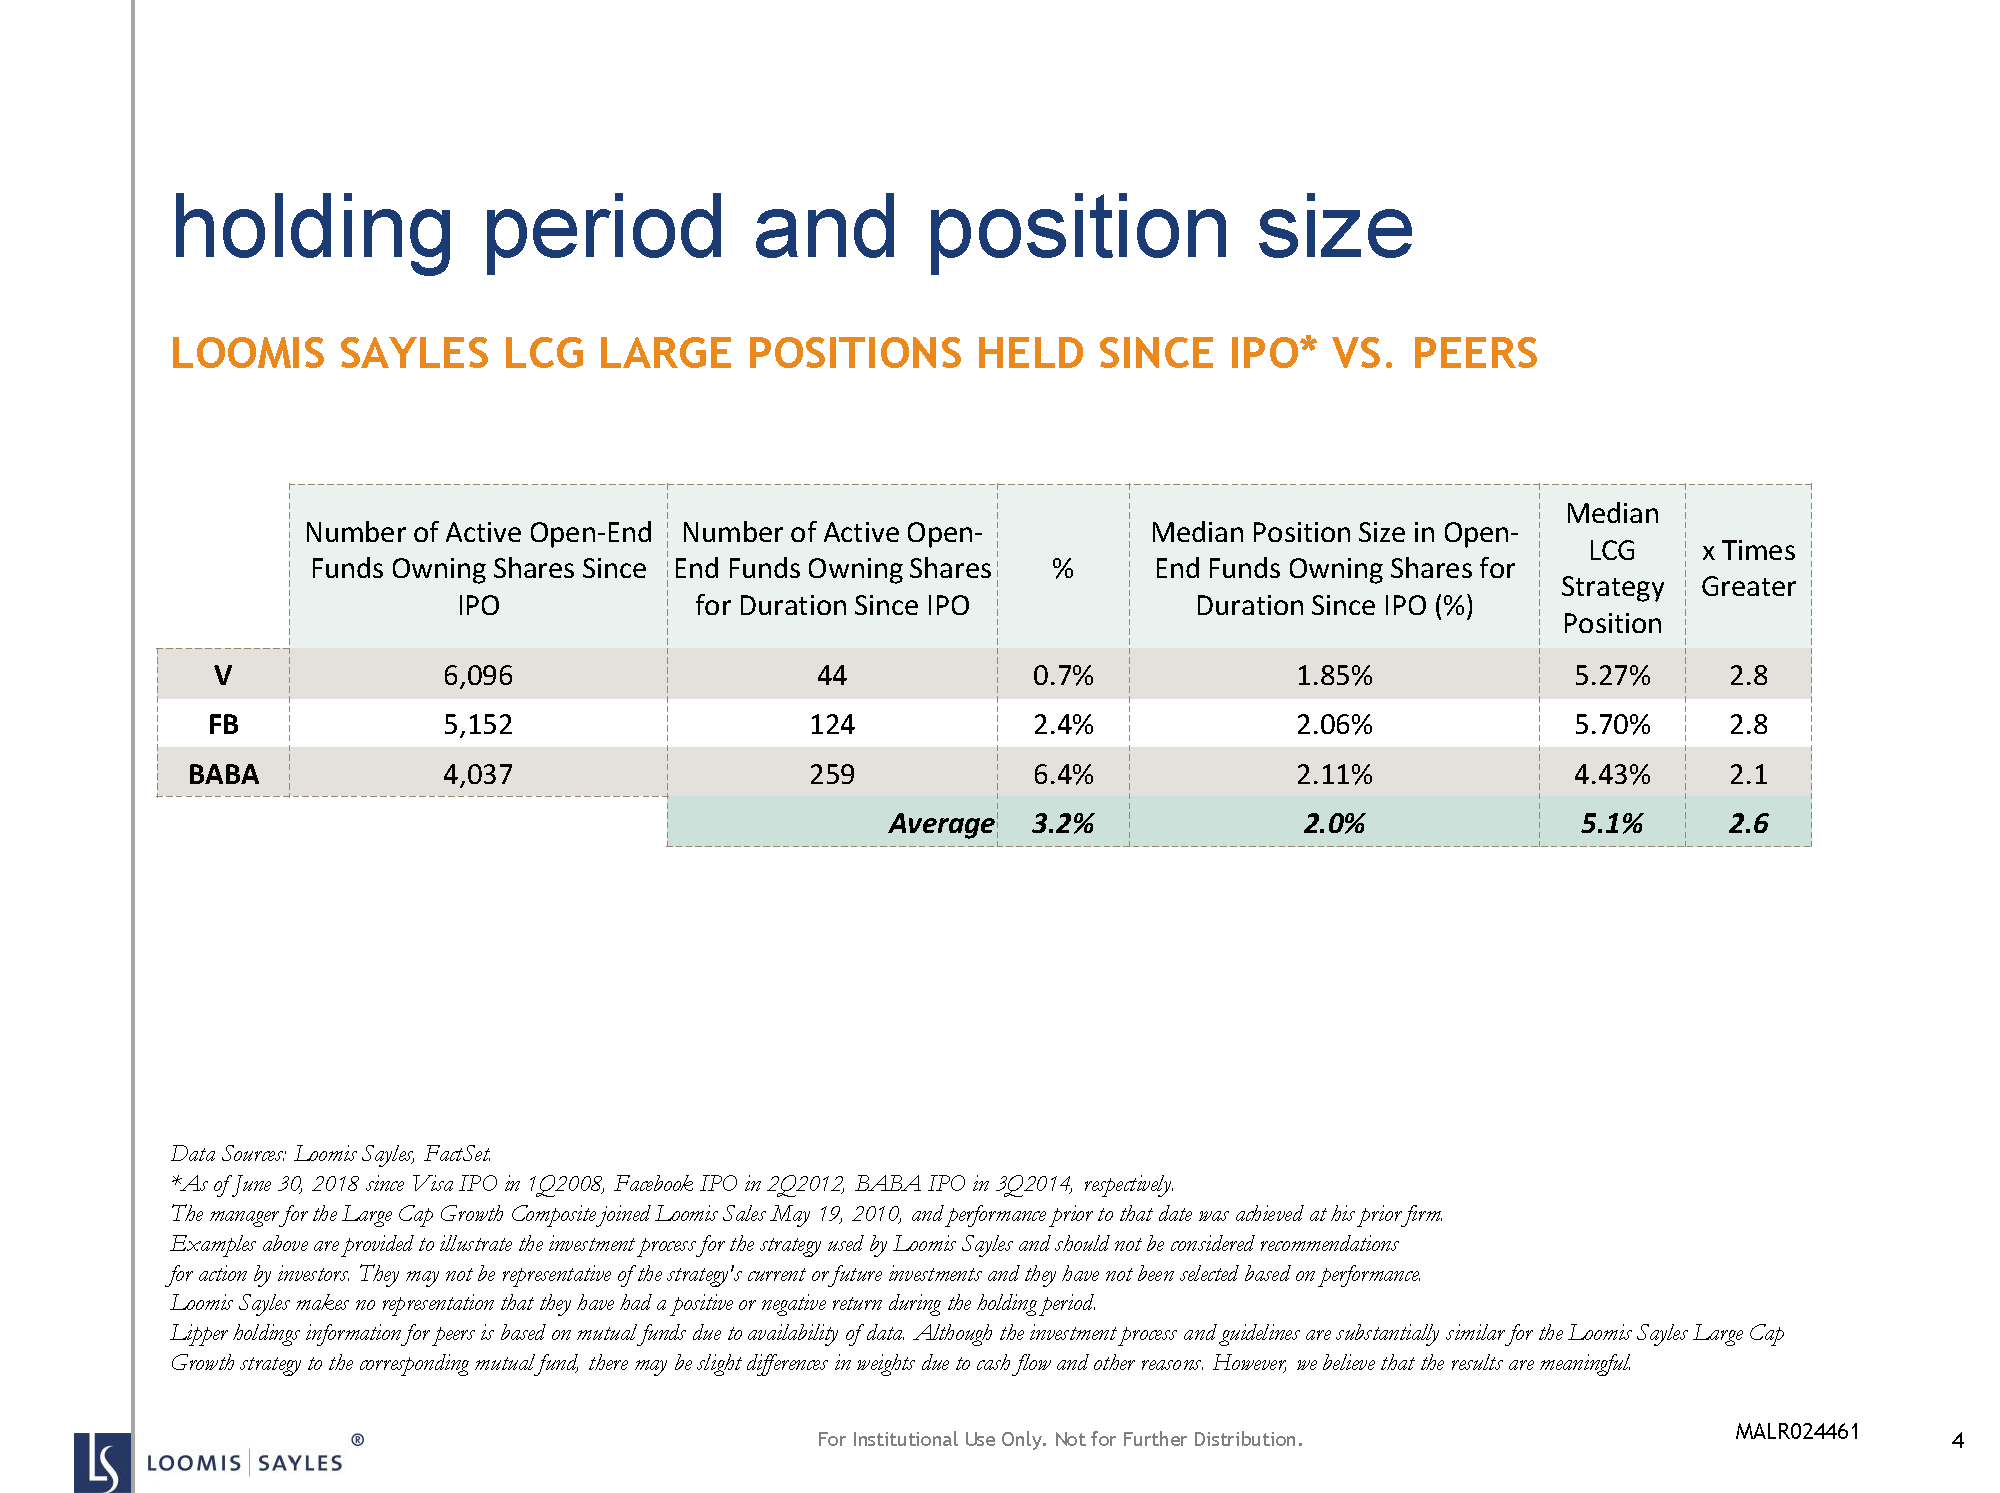 holding period and position size
LOOMIS SAYLES LCG LARGE POSITIONS HELD SINCE IPO* VS. PEERS
Number of Active Open-End Funds Owning Shares Since IPO
Number of Active Open-End Funds Owning Shares for Duration Since IPO
%
Median Position Size in Open-End Funds Owning Shares for Duration Since IPO (%)
Median LCG Strategy Position
x Times Greater
V 6,096 44 0.7% 1.85% 5.27% 2.8
FB 5,152 124 2.4% 2.06% 5.70% 2.8
BABA 4,037 259 6.4% 2.11% 4.43% 2.1
Average 3.2% 2.0% 5.1% 2.6
Data Sources: Loomis Sayles, FactSet.
*As of June 30, 2018 since Visa IPO in 1Q2008, Facebook IPO in 2Q2012, BABA IPO in 3Q2014, respectively.
The manager for the Large Cap Growth Composite joined Loomis Sales May 19, 2010, and performance prior to that date was achieved at his prior firm.
Examples above are provided to illustrate the investment process for the strategy used by Loomis Sayles and should not be considered recommendations
for action by investors. They may not be representative of the strategy's current or future investments and they have not been selected based on performance.
Loomis Sayles makes no representation that they have had a positive or negative return during the holding period.
Lipper holdings information for peers is based on mutual funds due to availability of data. Although the investment process and guidelines are substantially similar for the Loomis Sayles Large Cap
Growth strategy to the corresponding mutual fund, there may be slight differences in weights due to cash flow and other reasons. However, we believe that the results are meaningful.
LS LOOMIS | SAYLES ®
For Institutional Use Only. Not for Further Distribution.
MALR024461
4